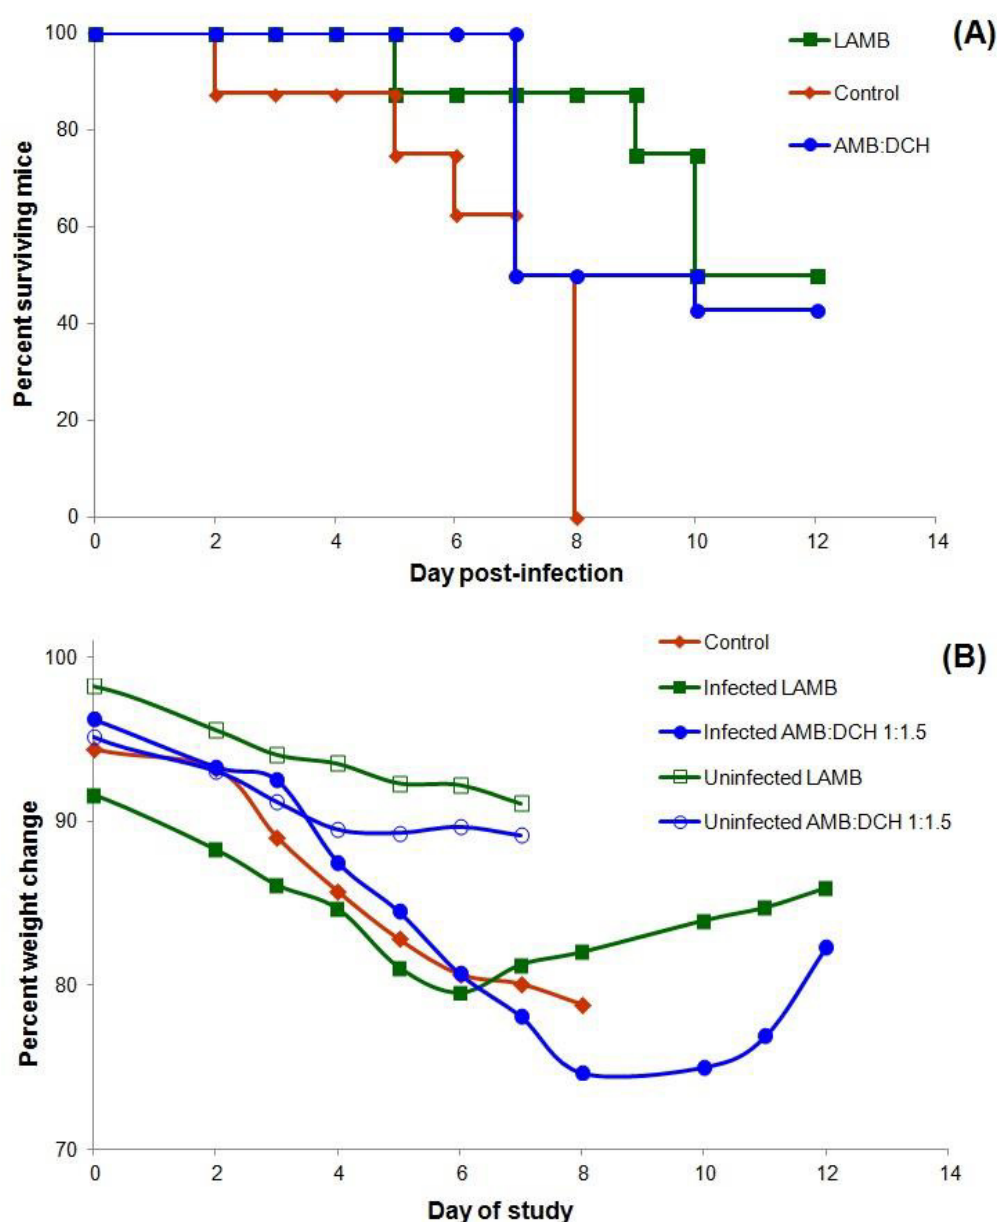 (A)
LAMB
Control
AMB:DCH
100
80
60
40
20
0
Percent surviving mice
0 2 4 6 8 10 12 14
Day post-infection
(B)
Control
Infected LAMB
Infected AMB:DCH 1:1.5
Uninfected LAMB
Uninfected AMB:DCH 1:1.5
100
90
80
70
Percent weight change
0 2 4 6 8 10 12 14
Day of study